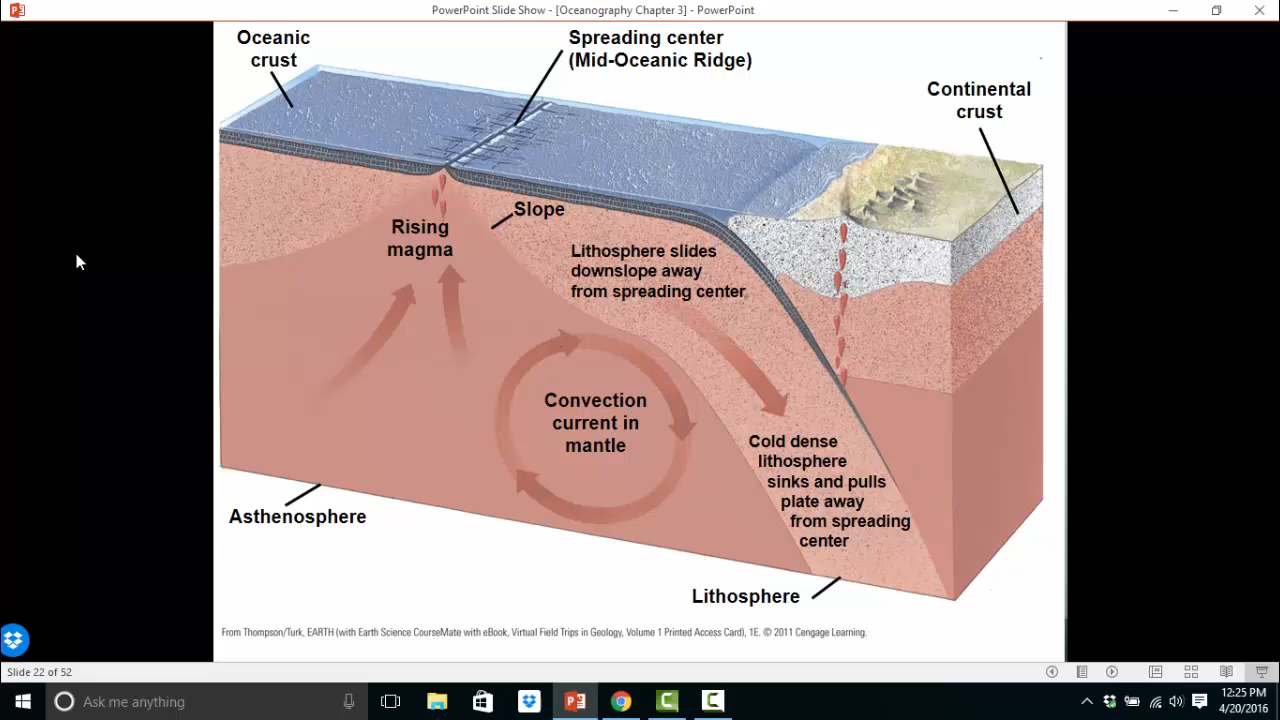 PowerPoint Slide Show - [Oceanography Chapter 3] - PowerPoint
Oceanic
crust
Spreading center
(Mid-Oceanic Ridge)
Continental
crust
Slope
Rising
magma
Lithosphere slides
downslope away
from spreading center
Convection
current in
mantle
Cold dense
lithosphere
sinks and pulls
plate away
from spreading
center
Asthenosphere
Lithosphere
From Thompson/Turk, EARTH (with Earth Science CourseMate with eBook, Virtual Field Trips in Geology, Volume 1 Printed Access Card), 1E. © 2011 Cengage Learning.
Slide 22 of 52
Ask me anything
12:25 PM
4/20/2016